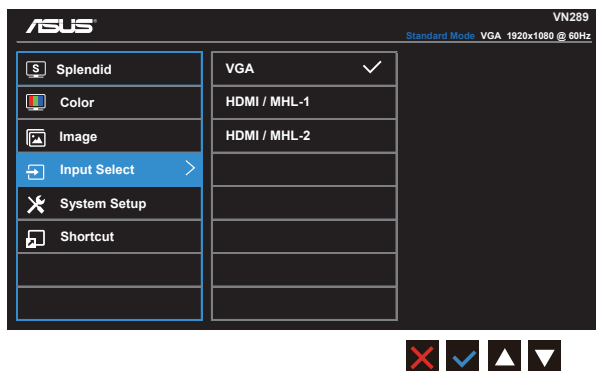 ASUS
VN289
Standard Mode VGA 1920x1080 @ 60Hz
S Splendid
Color
Image
Input Select
System Setup
Shortcut
VGA
HDMI / MHL-1
HDMI / MHL-2